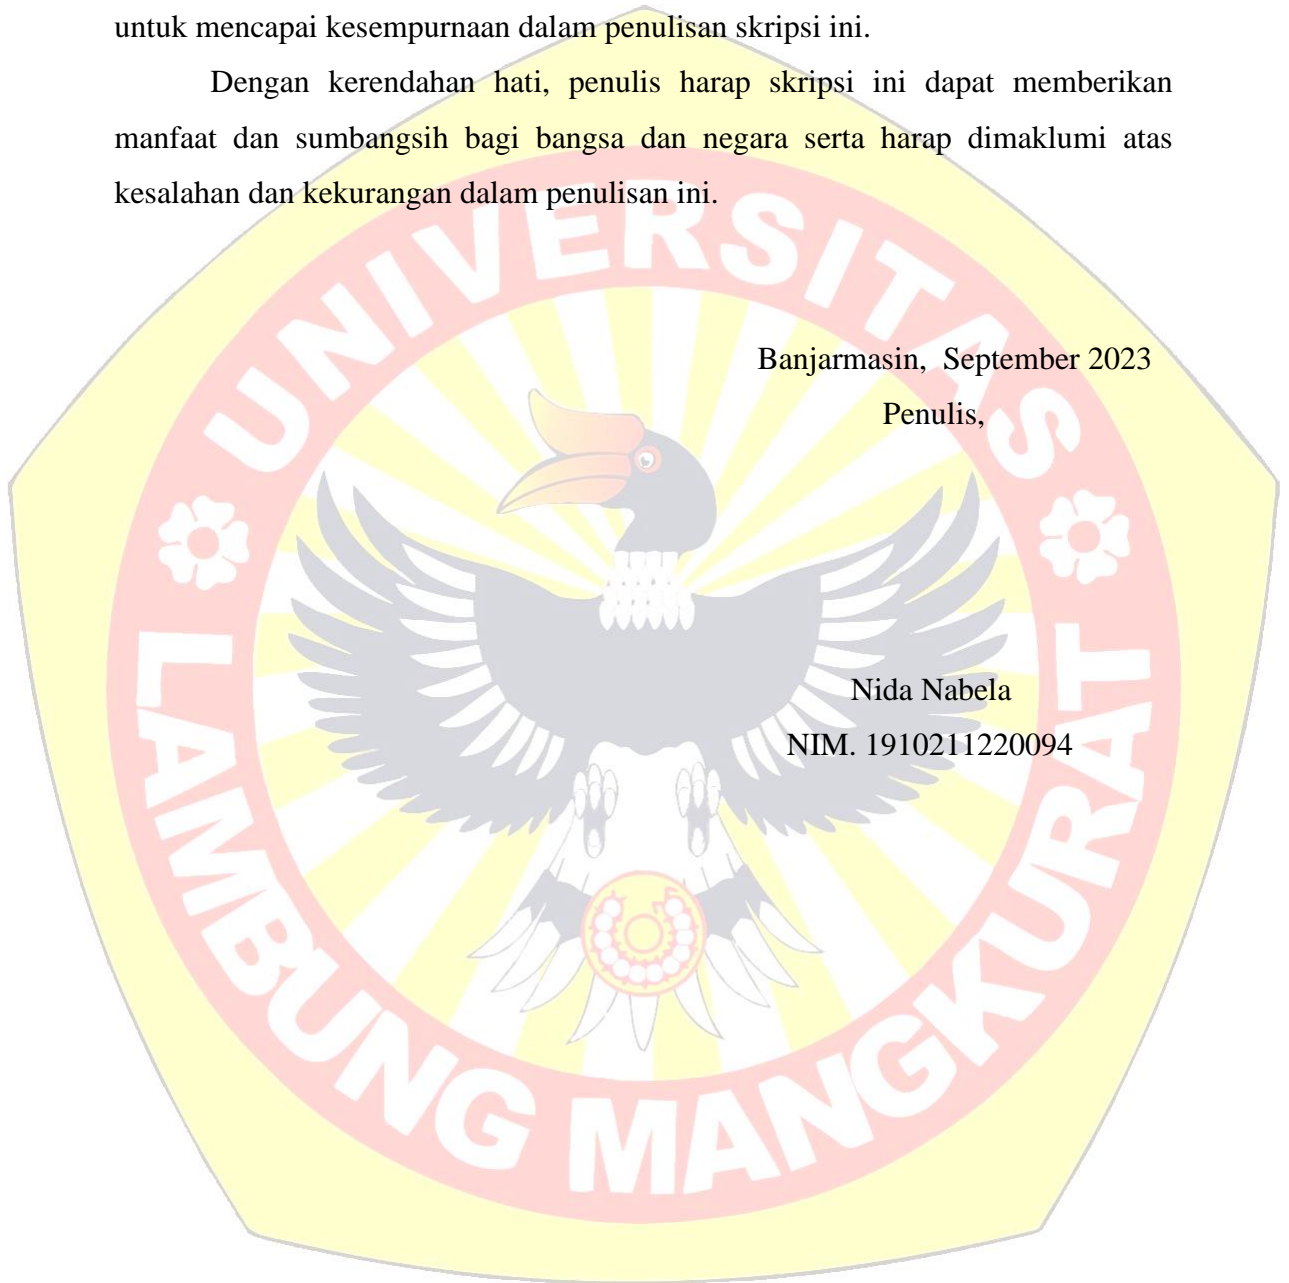 untuk mencapai kesempurnaan dalam penulisan skripsi ini.
Dengan kerendahan hati, penulis harap skripsi ini dapat memberikan
manfaat dan sumbangsih bagi bangsa dan negara serta harap dimaklumi atas
kesalahan dan kekurangan dalam penulisan ini.
Banjarmasin,  September 2023
Penulis,
Nida Nabela
NIM. 1910211220094
UNIVERSITAS
LAMBUNG MANGKURAT